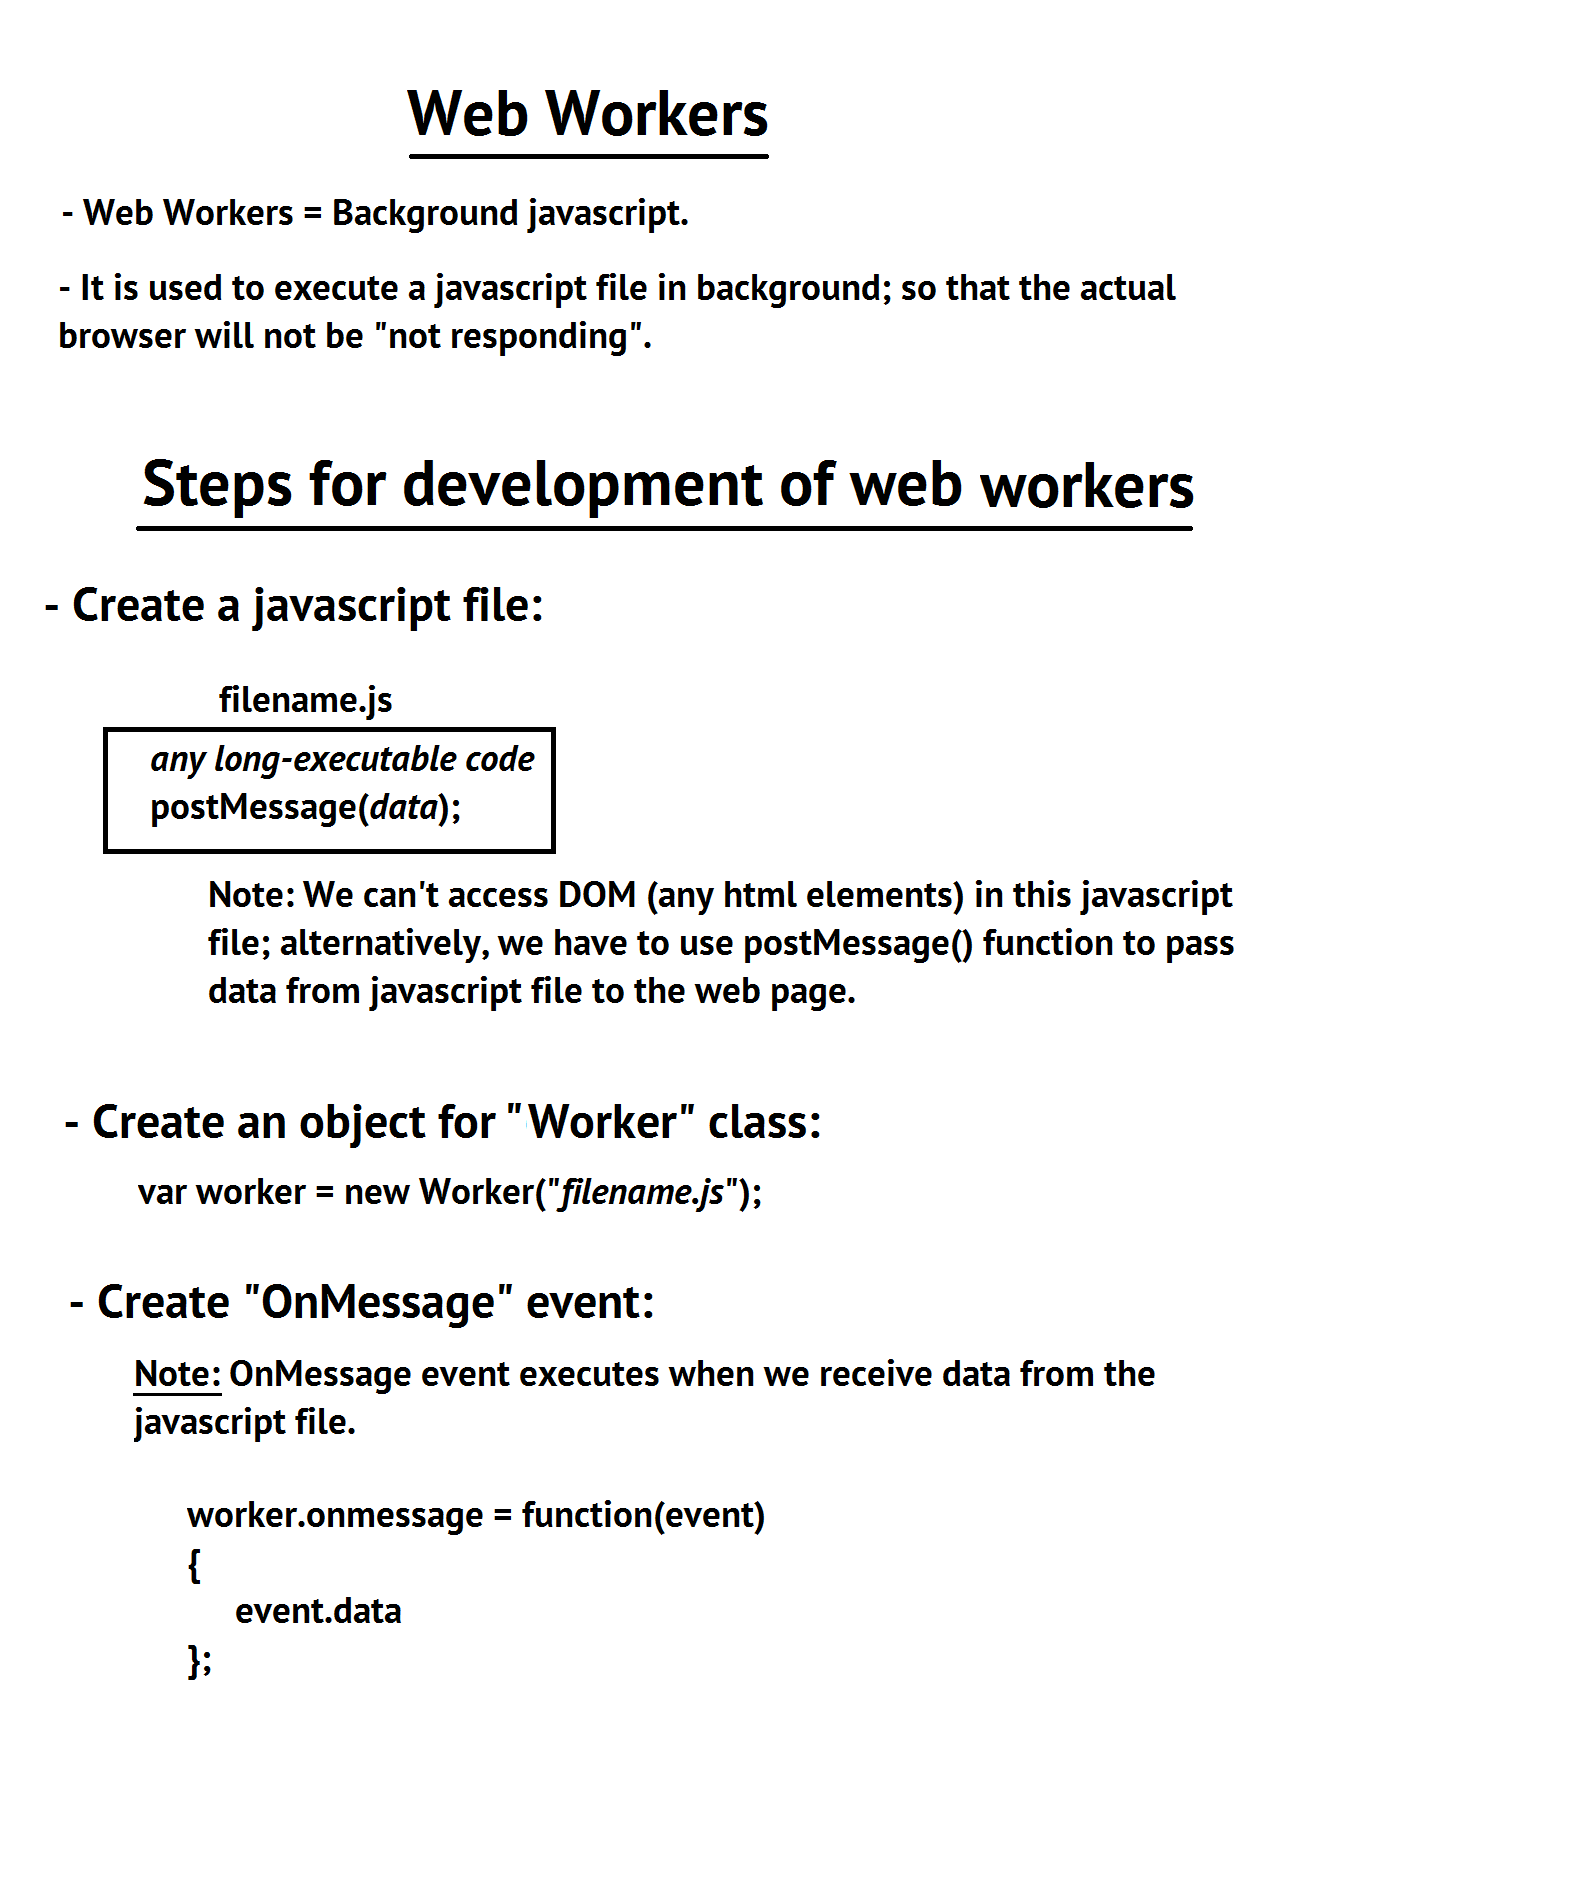 Web Workers
- Web Workers = Background javascript.
- It is used to execute a javascript file in background; so that the actual
browser will not be "not responding".
Steps for development of web workers
- Create a javascript file:
filename.js
any long-executable code
postMessage(data);
Note: We can't access DOM (any html elements) in this javascript
file; alternatively, we have to use postMessage() function to pass
data from javascript file to the web page.
- Create an object for "Worker" class:
var worker = new Worker("filename.js");
- Create "OnMessage" event:
Note: OnMessage event executes when we receive data from the
javascript file.
worker.onmessage = function(event)
{
event.data
};